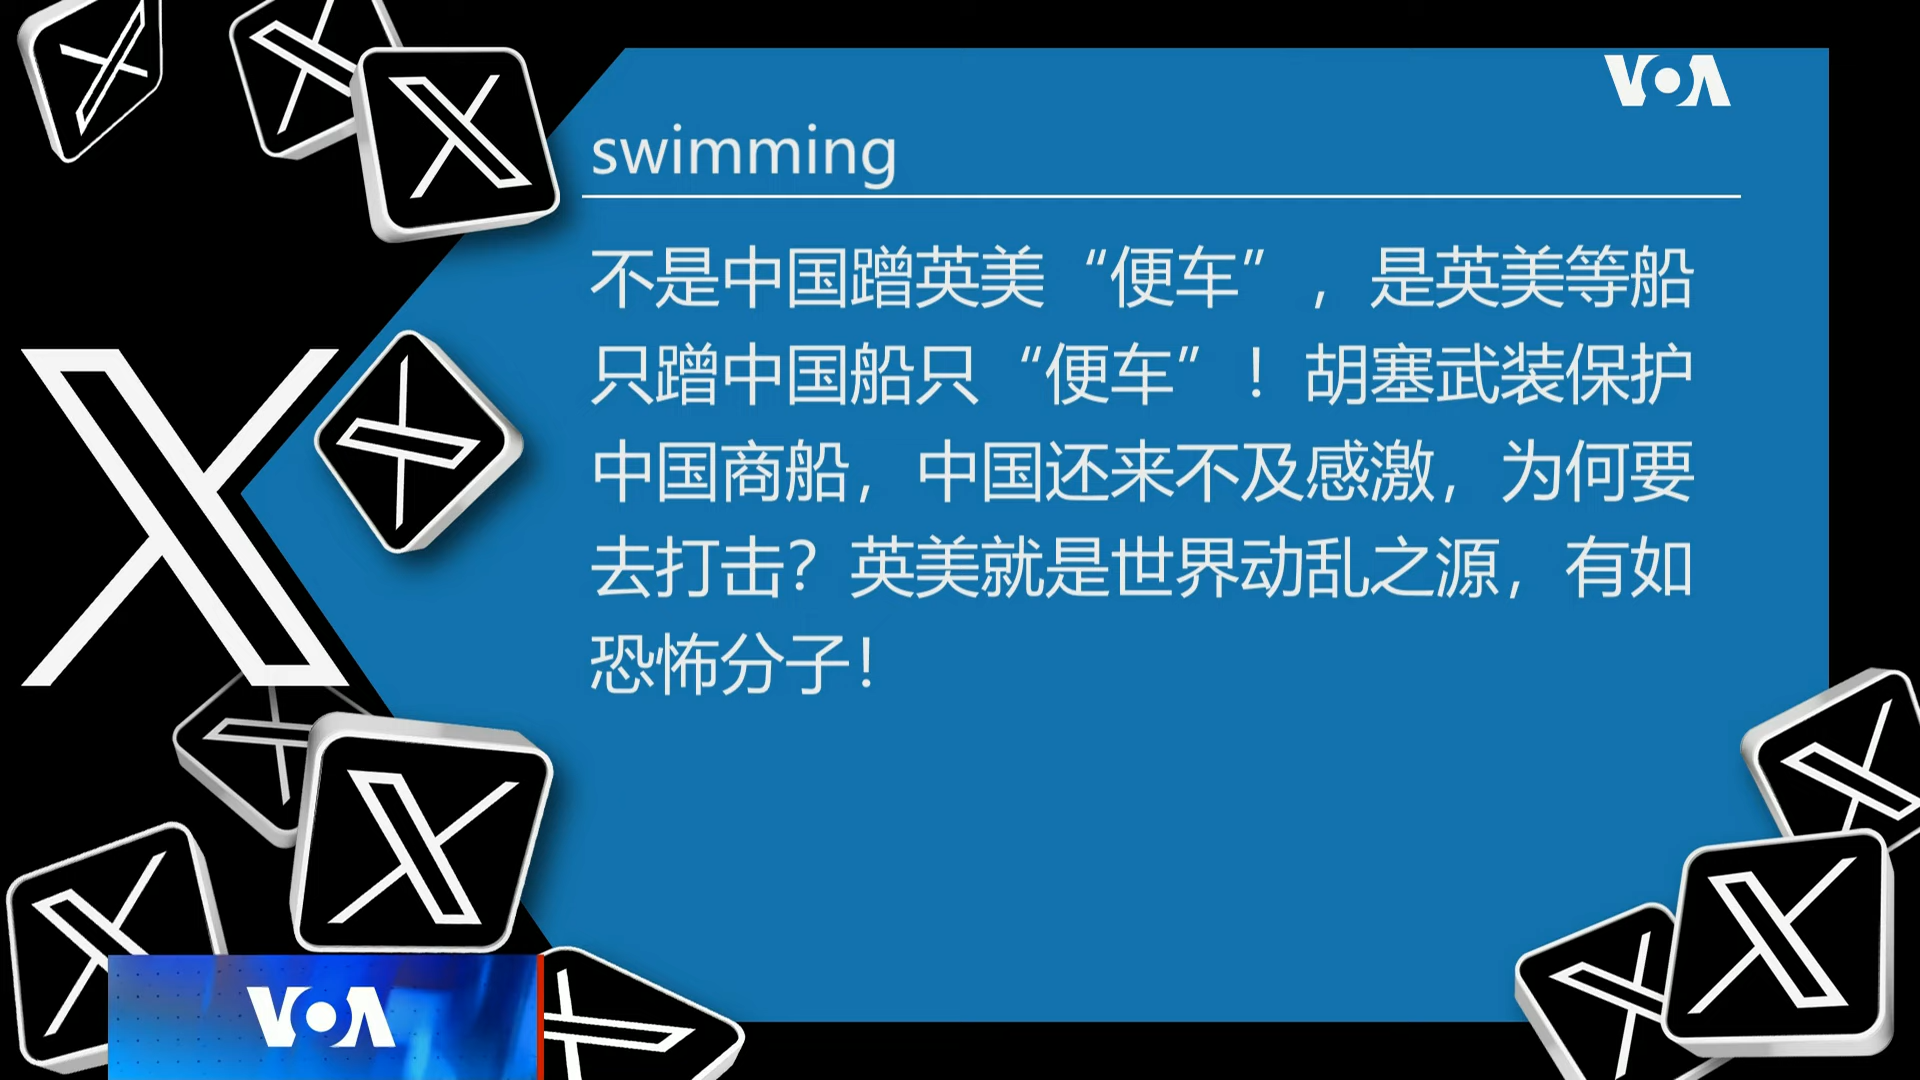 VOA
swimming
不是中国蹭英美“便车”，是英美等船
只蹭中国船只“便车”！胡塞武装保护
中国商船，中国还来不及感激，为何要
去打击？英美就是世界动乱之源，有如
恐怖分子！
VOA